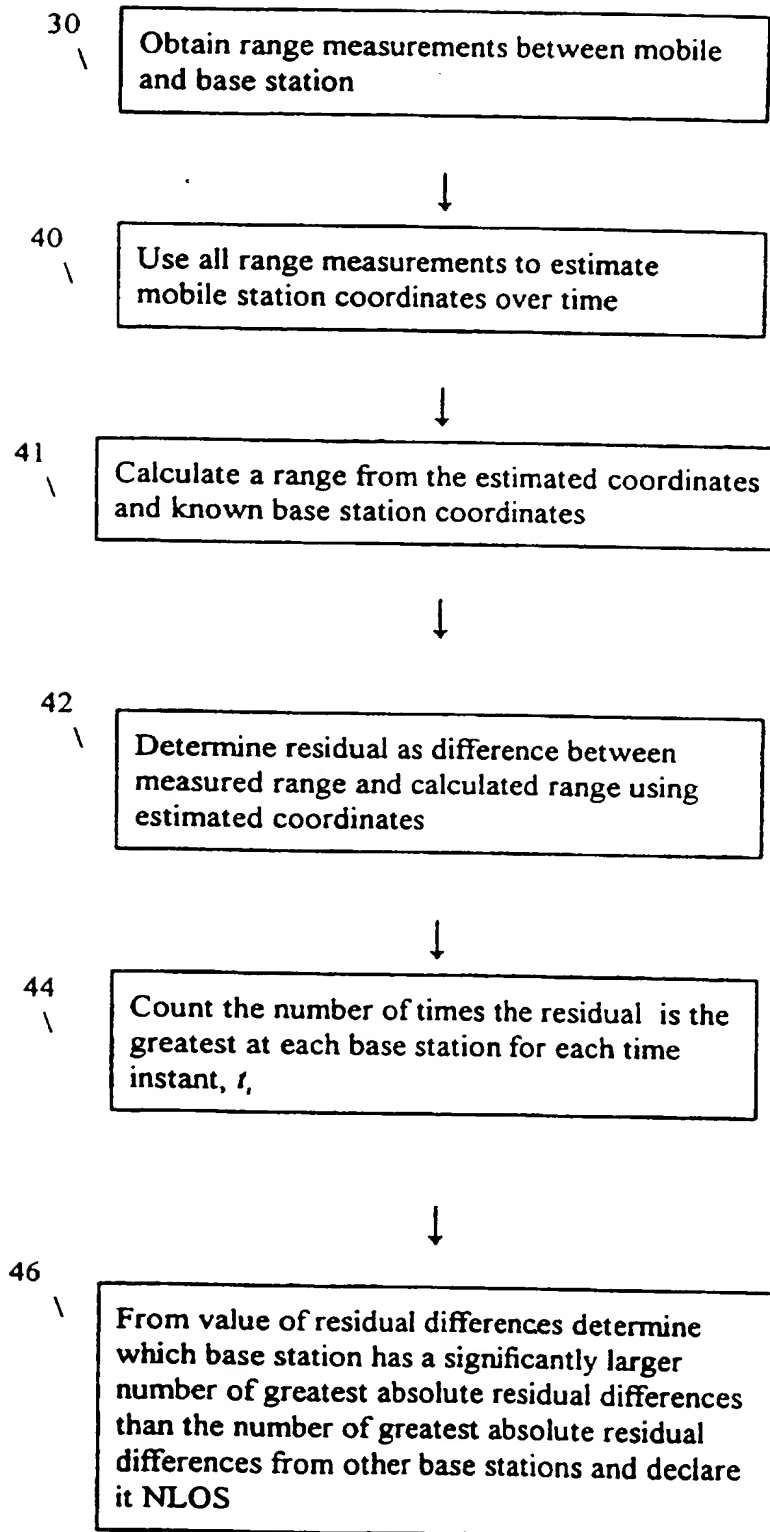 30
Obtain range measurements between mobile
and base station
40
Use all range measurements to estimate
mobile station coordinates over time
41
Calculate a range from the estimated coordinates
and known base station coordinates
42
Determine residual as difference between
measured range and calculated range using
estimated coordinates
44
Count the number of times the residual is the
greatest at each base station for each time
instant, tᵢ
46
From value of residual differences determine
which base station has a significantly larger
number of greatest absolute residual differences
than the number of greatest absolute residual
differences from other base stations and declare
it NLOS